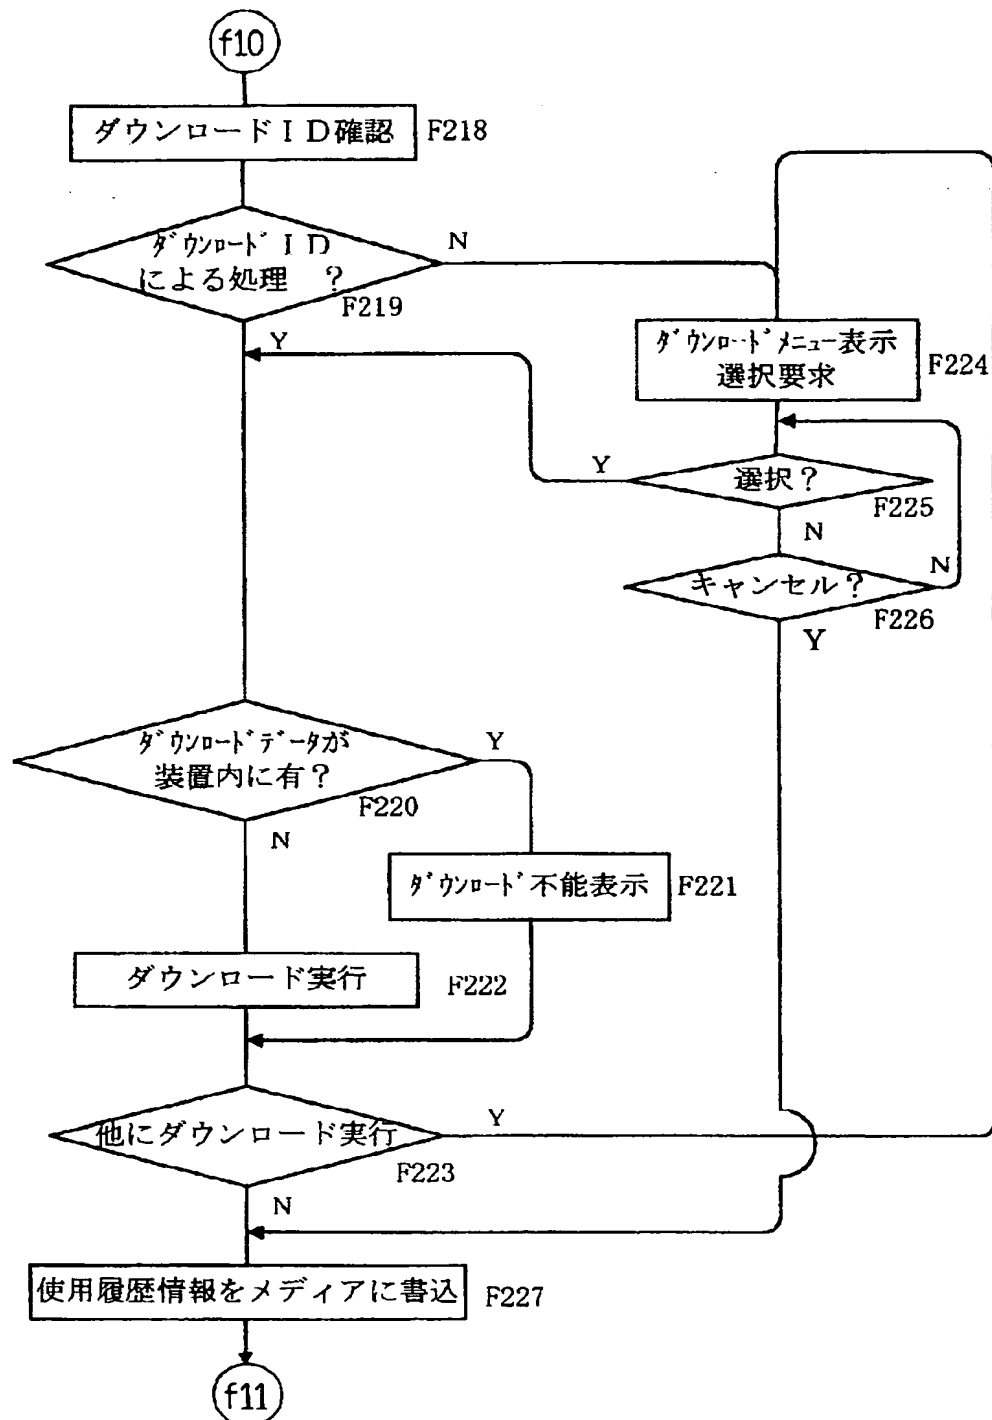 f10
ダウンロードＩＤ確認 F218
ﾀﾞｳﾝﾛｰﾄﾞＩＤ
による処理 ?
F219
N
Y
ﾀﾞｳﾝﾛｰﾄﾞﾒﾆｭｰ表示
選択要求
F224
選択？
Y
F225
N
キャンセル？
N
F226
Y
ﾀﾞｳﾝﾛｰﾄﾞﾃﾞｰﾀが
装置内に有？
Y
F220
N
ﾀﾞｳﾝﾛｰﾄﾞ不能表示 F221
ダウンロード実行 F222
他にダウンロード実行
Y
F223
N
使用履歴情報をメディアに書込 F227
f11